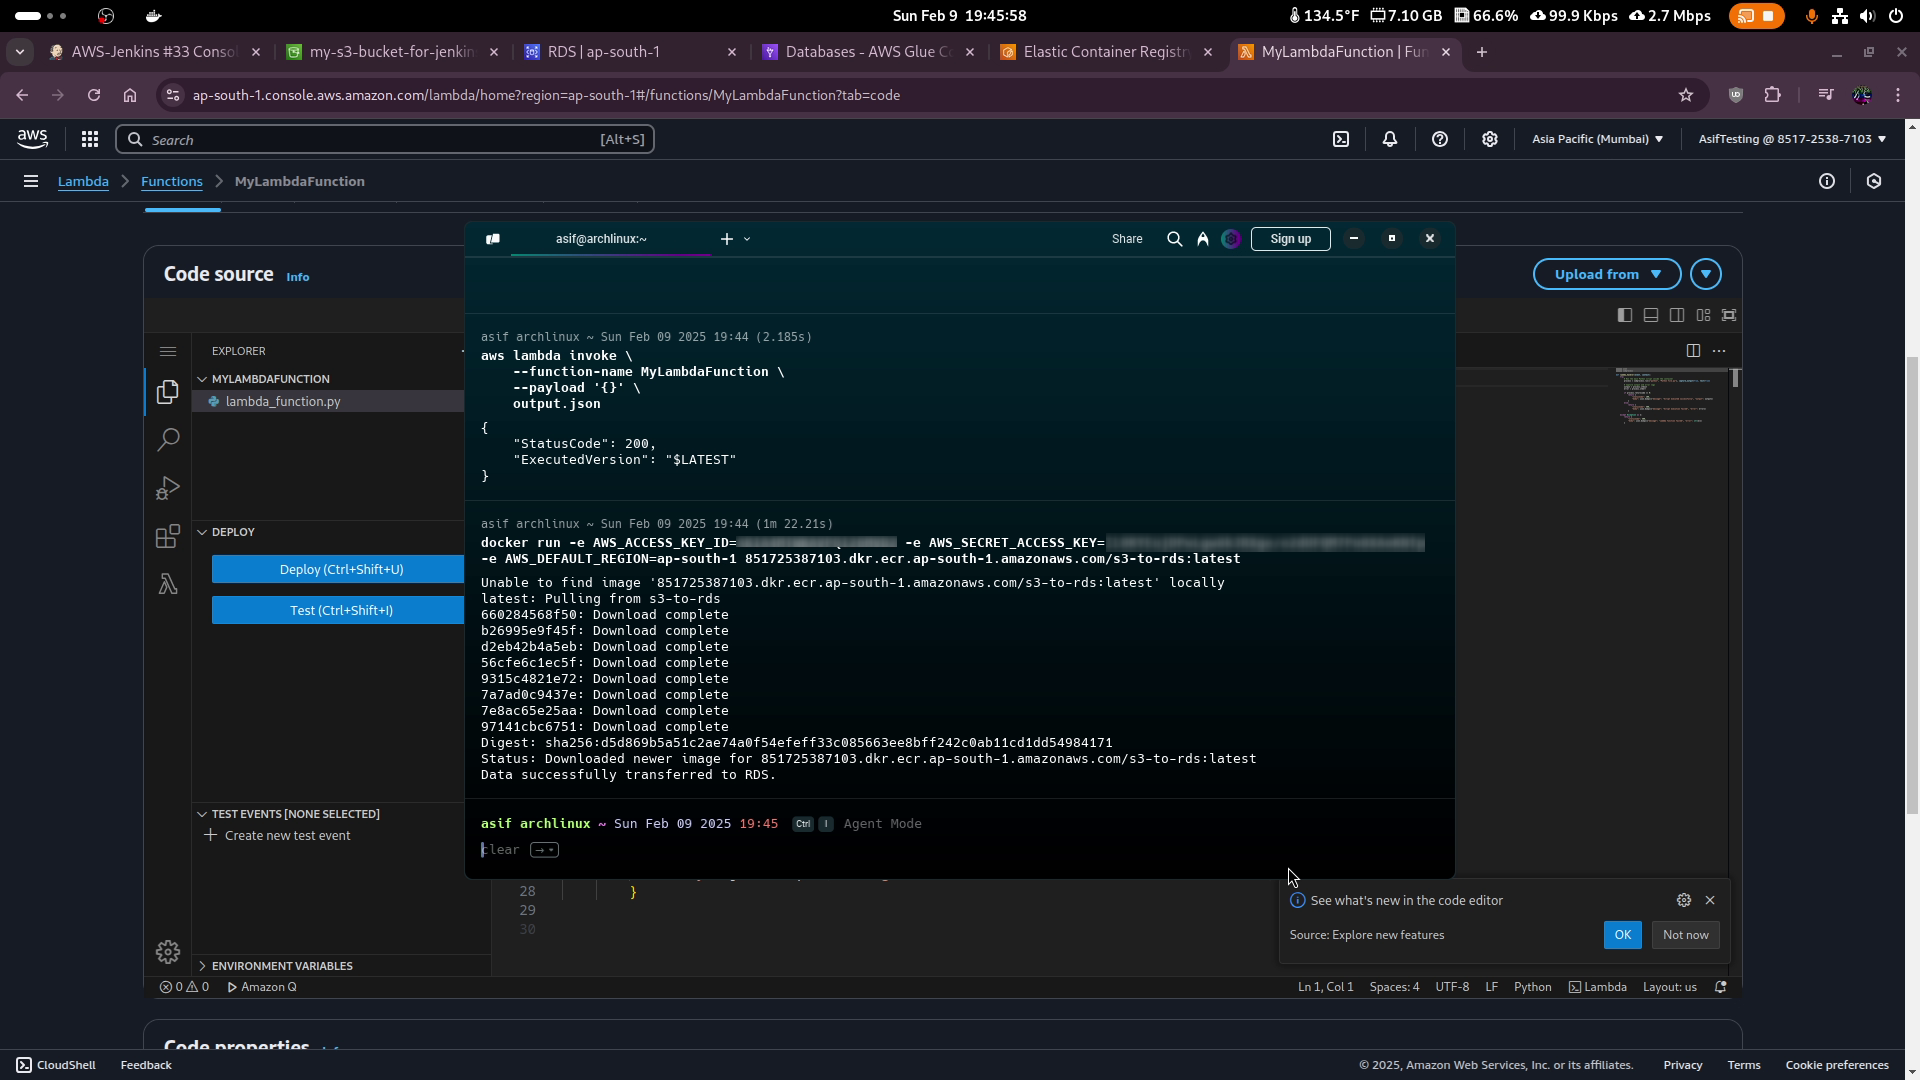 Sun Feb 9 19:45:58
134.5°F 7.10 GB 66.6% 99.9 Kbps 2.7 Mbps
AWS-Jenkins #33 Conso
my-s3-bucket-for-jenkin
RDS | ap-south-1
Databases - AWS Glue C
Elastic Container Registr
MyLambdaFunction | Fun
ap-south-1.console.aws.amazon.com/lambda/home?region=ap-south-1#/functions/MyLambdaFunction?tab=code
aws
Search
[Alt+S]
Asia Pacific (Mumbai)
AsifTesting @ 8517-2538-7103
Lambda
Functions
MyLambdaFunction
Code source
Info
Upload from
EXPLORER
MYLAMBDAFUNCTION
lambda_function.py
DEPLOY
Deploy (Ctrl+Shift+U)
Test (Ctrl+Shift+I)
TEST EVENTS [NONE SELECTED]
Create new test event
ENVIRONMENT VARIABLES
asif@archlinux:~
Share
Sign up
asif archlinux ~ Sun Feb 09 2025 19:44 (2.185s)
aws lambda invoke \
--function-name MyLambdaFunction \
--payload '{}' \
output.json
{
"StatusCode": 200,
"ExecutedVersion": "$LATEST"
}
asif archlinux ~ Sun Feb 09 2025 19:44 (1m 22.21s)
docker run -e AWS_ACCESS_KEY_ID= -e AWS_SECRET_ACCESS_KEY=
-e AWS_DEFAULT_REGION=ap-south-1 851725387103.dkr.ecr.ap-south-1.amazonaws.com/s3-to-rds:latest
Unable to find image '851725387103.dkr.ecr.ap-south-1.amazonaws.com/s3-to-rds:latest' locally
latest: Pulling from s3-to-rds
660284568f50: Download complete
b26995e9f45f: Download complete
d2eb42b4a5eb: Download complete
56cfe6c1ec5f: Download complete
9315c4821e72: Download complete
7a7ad0c9437e: Download complete
7e8ac65e25aa: Download complete
97141cbc6751: Download complete
Digest: sha256:d5d869b5a51c2ae74a0f54efeff33c085663ee8bff242c0ab11cd1dd54984171
Status: Downloaded newer image for 851725387103.dkr.ecr.ap-south-1.amazonaws.com/s3-to-rds:latest
Data successfully transferred to RDS.
asif archlinux ~ Sun Feb 09 2025 19:45 Ctrl I Agent Mode
clear
28 }
29
30
See what's new in the code editor
Source: Explore new features
OK
Not now
0 0
Amazon Q
Ln 1, Col 1
Spaces: 4
UTF-8
LF
Python
Lambda
Layout: us
Code properties
Info
CloudShell
Feedback
© 2025, Amazon Web Services, Inc. or its affiliates.
Privacy
Terms
Cookie preferences